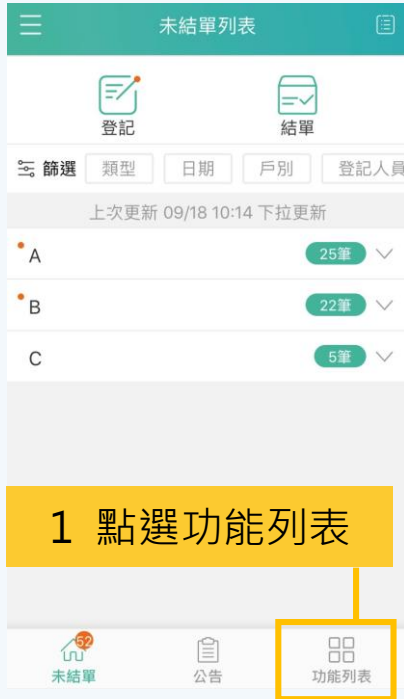 未結單列表
登記 結單
篩選 類型 日期 戶別 登記人員
上次更新 09/18 10:14 下拉更新
A 25筆
B 22筆
C 5筆
1 點選功能列表
52
未結單 公告 功能列表